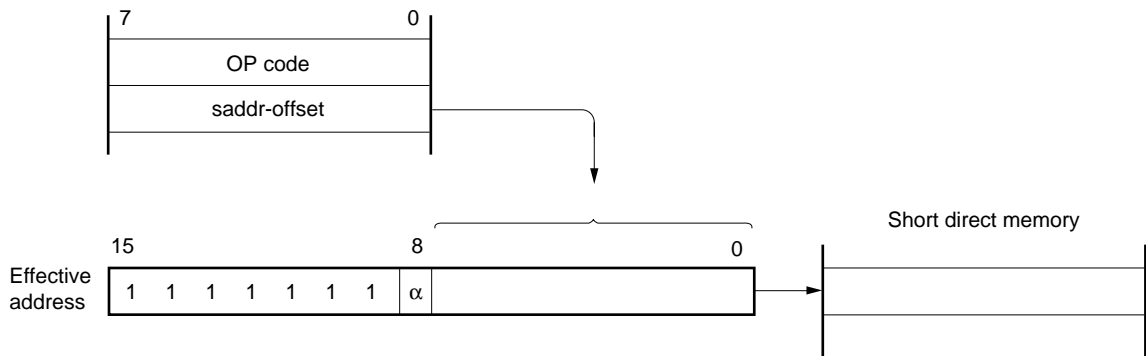 7 0
OP code
saddr-offset
Short direct memory
15 8 0
Effective
address
1 1 1 1 1 1 1 α